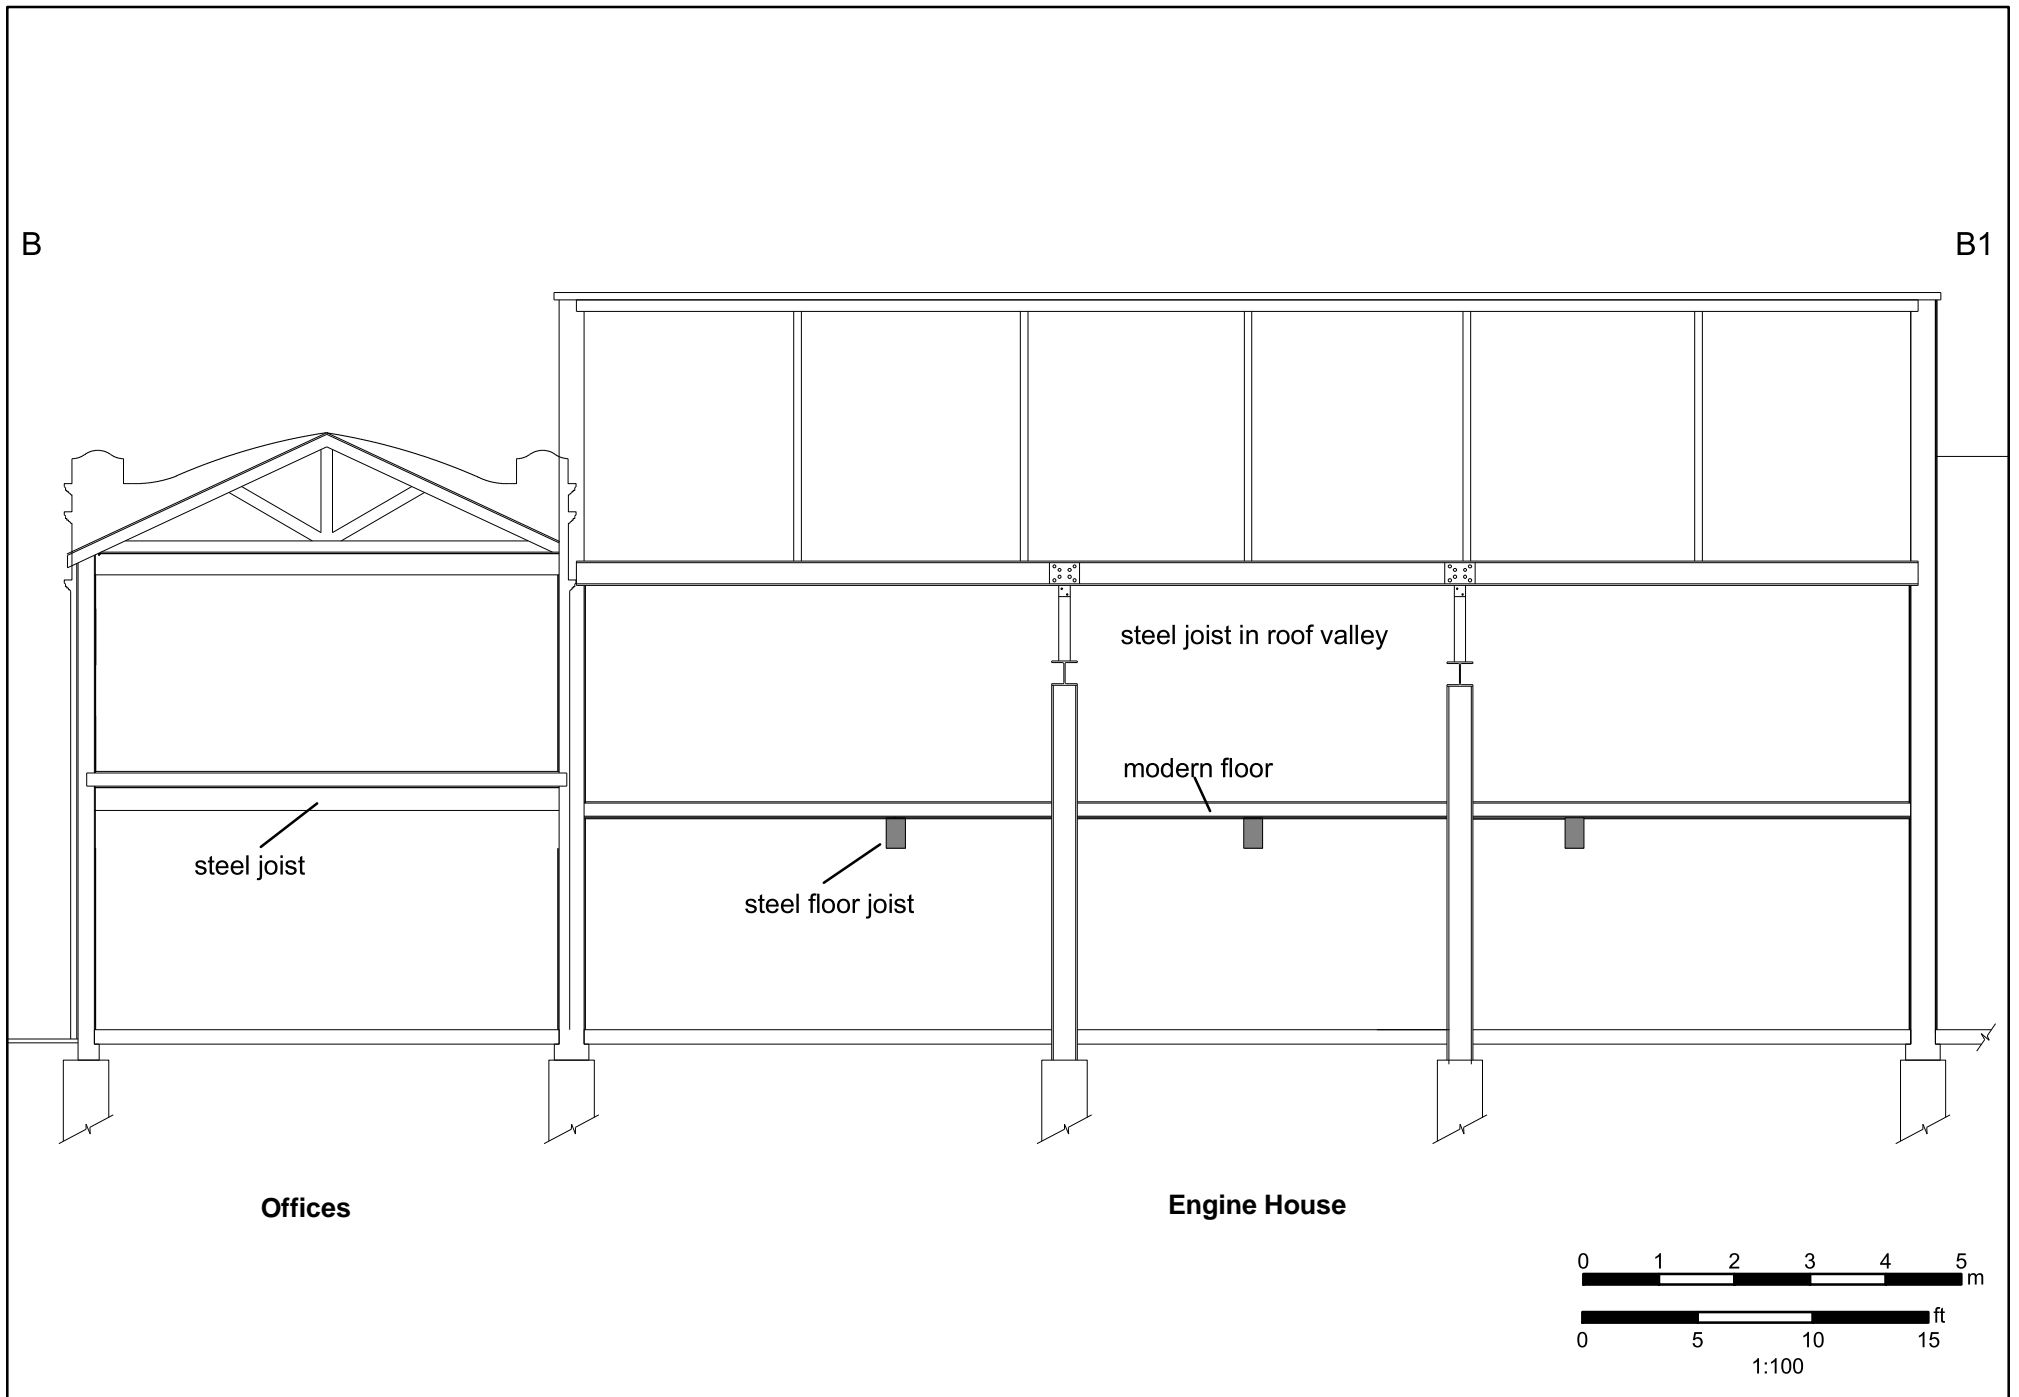 B
B1
steel joist in roof valley
modern floor
steel joist
steel floor joist
Offices
Engine House
0 1 2 3 4 5
m
ft
0 5 10 15
1:100